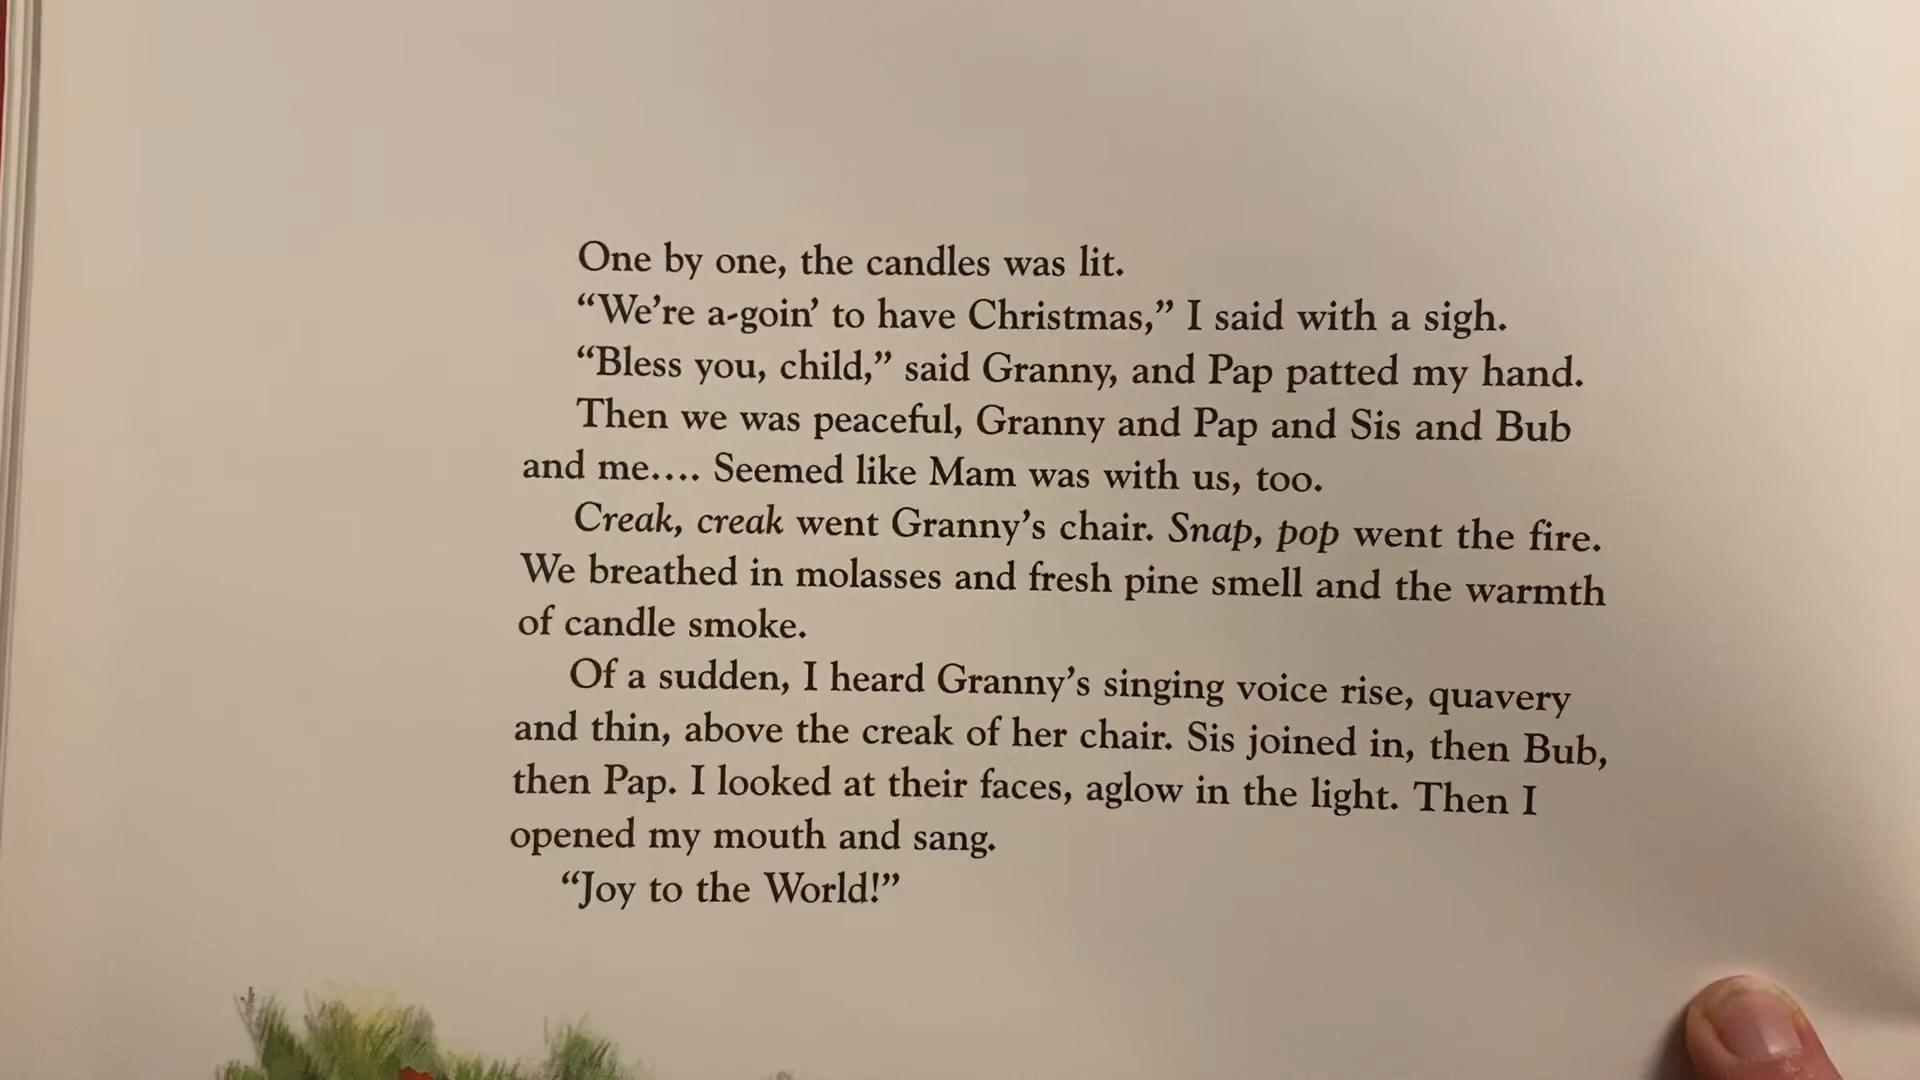 One by one, the candles was lit.
“We’re a-goin’ to have Christmas,” I said with a sigh.
“Bless you, child,” said Granny, and Pap patted my hand.
Then we was peaceful, Granny and Pap and Sis and Bub
and me.... Seemed like Mam was with us, too.
Creak, creak went Granny’s chair. Snap, pop went the fire.
We breathed in molasses and fresh pine smell and the warmth
of candle smoke.
Of a sudden, I heard Granny’s singing voice rise, quavery
and thin, above the creak of her chair. Sis joined in, then Bub,
then Pap. I looked at their faces, aglow in the light. Then I
opened my mouth and sang.
“Joy to the World!”